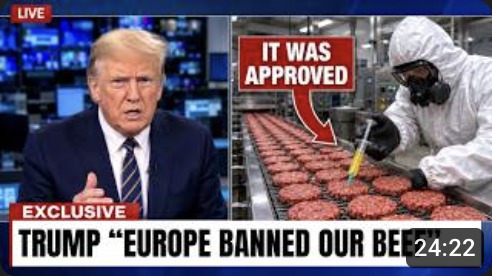 LIVE
IT WAS
APPROVED
EXCLUSIVE
TRUMP “EUROPE BANNED OUR BEEF”
24:22